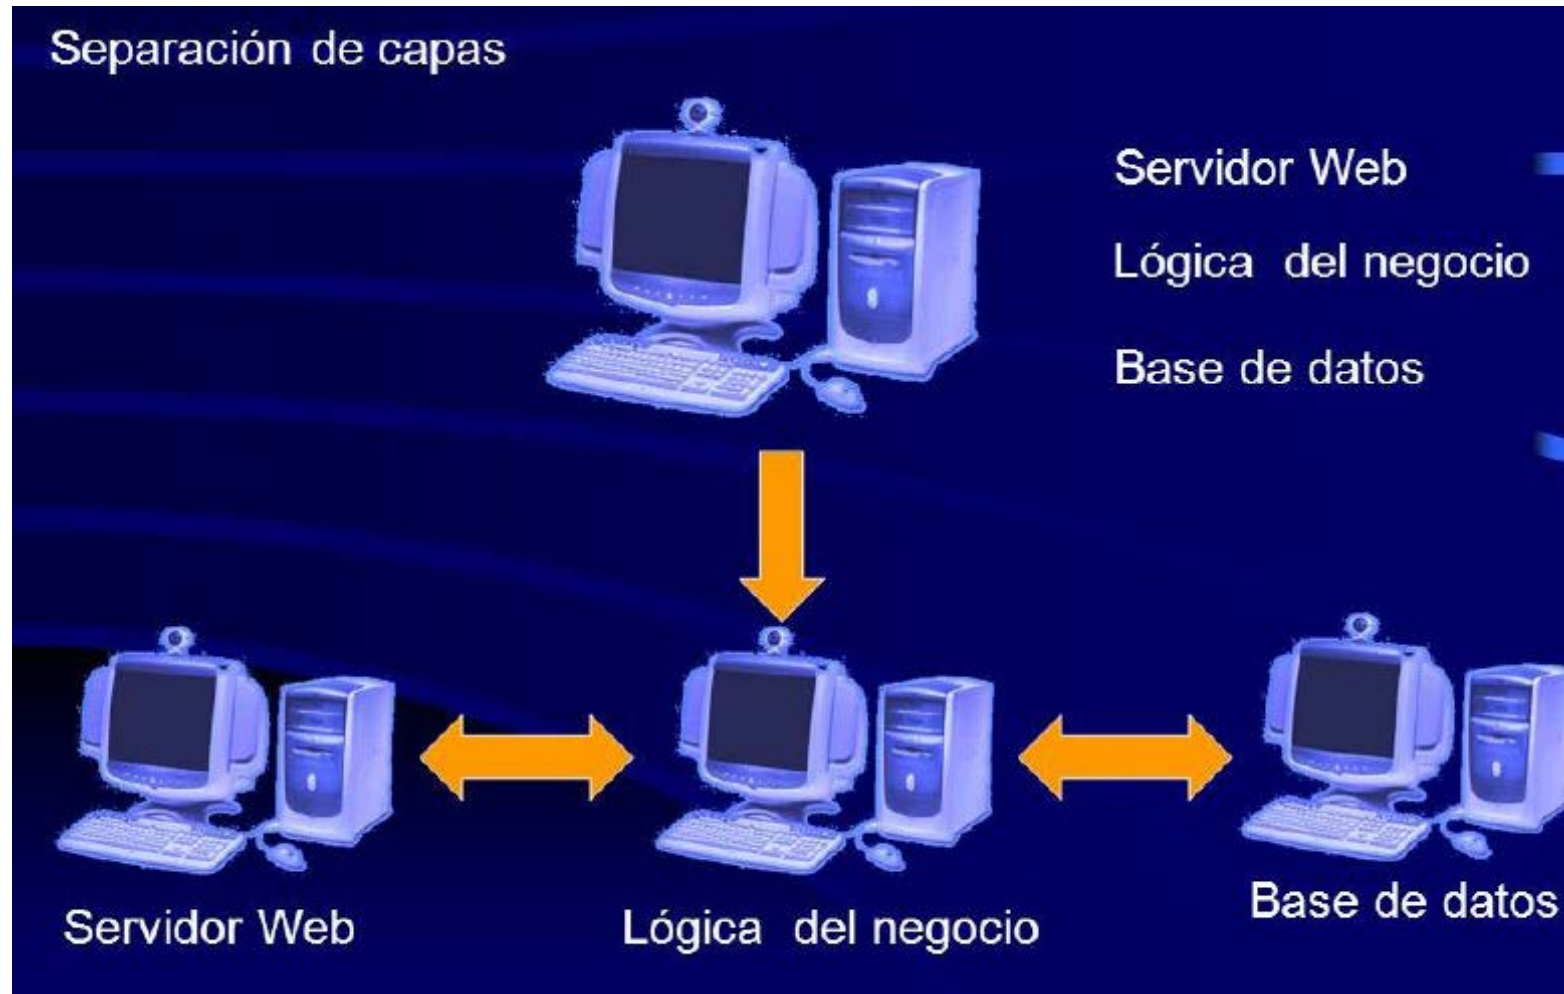 Separación de capas
Servidor Web
Lógica del negocio
Base de datos
Servidor Web
Lógica del negocio
Base de datos